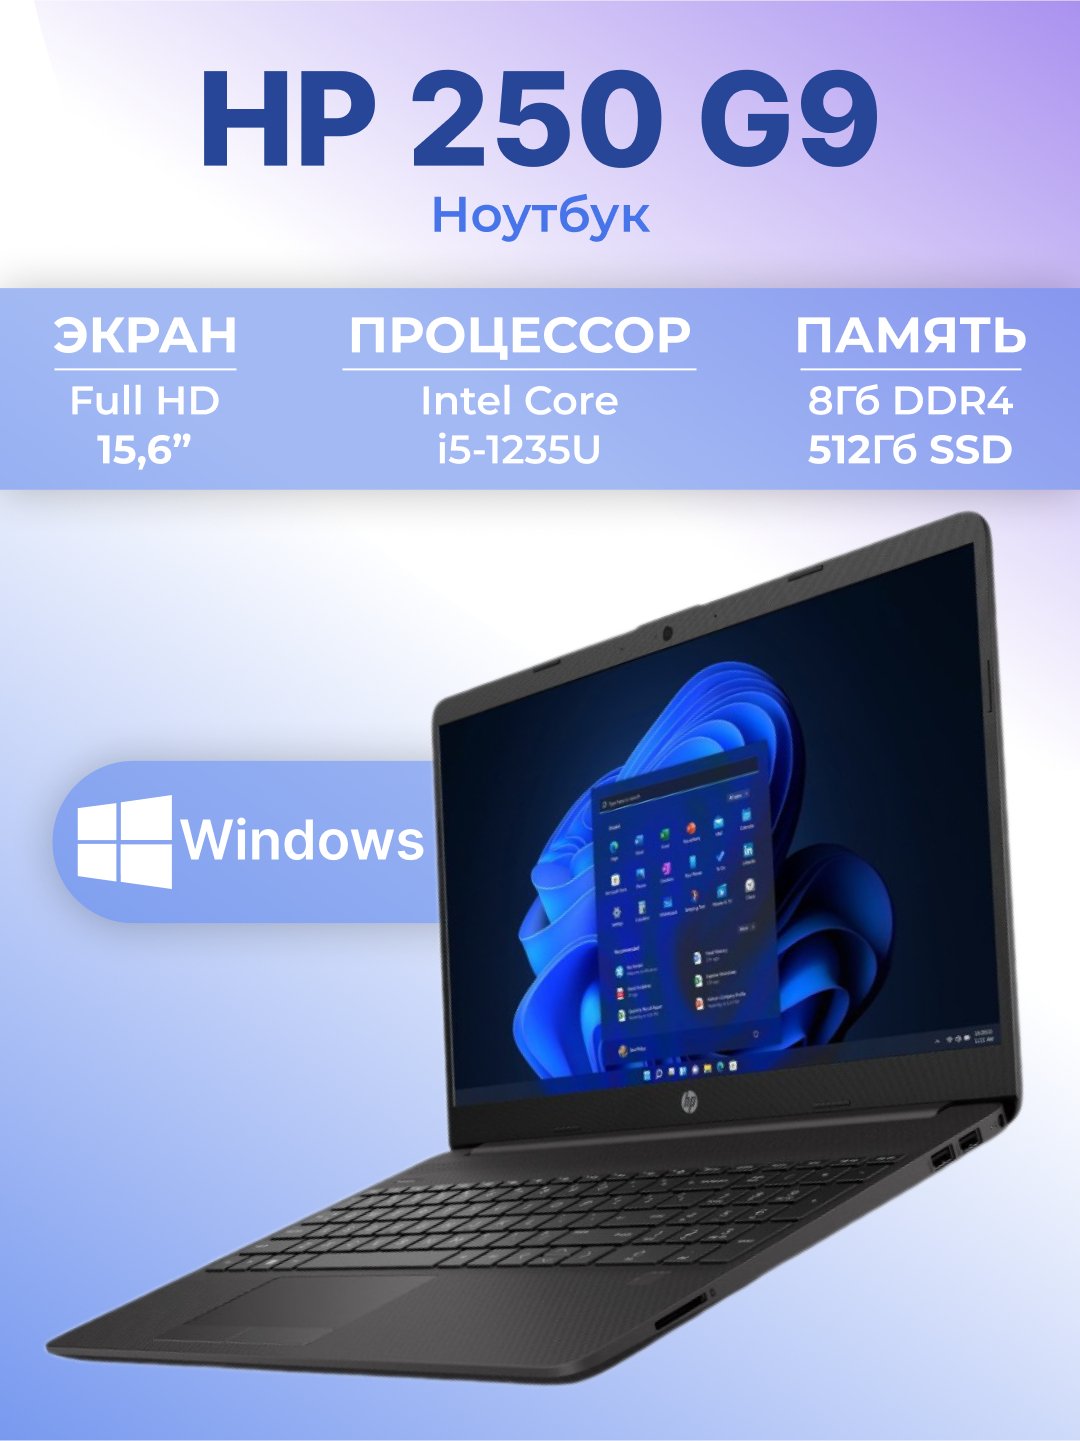 HP 250 G9
Ноутбук
ЭКРАН
Full HD
15,6”
ПРОЦЕССОР
Intel Core
i5-1235U
ПАМЯТЬ
8Гб DDR4
512Гб SSD
Windows
hp